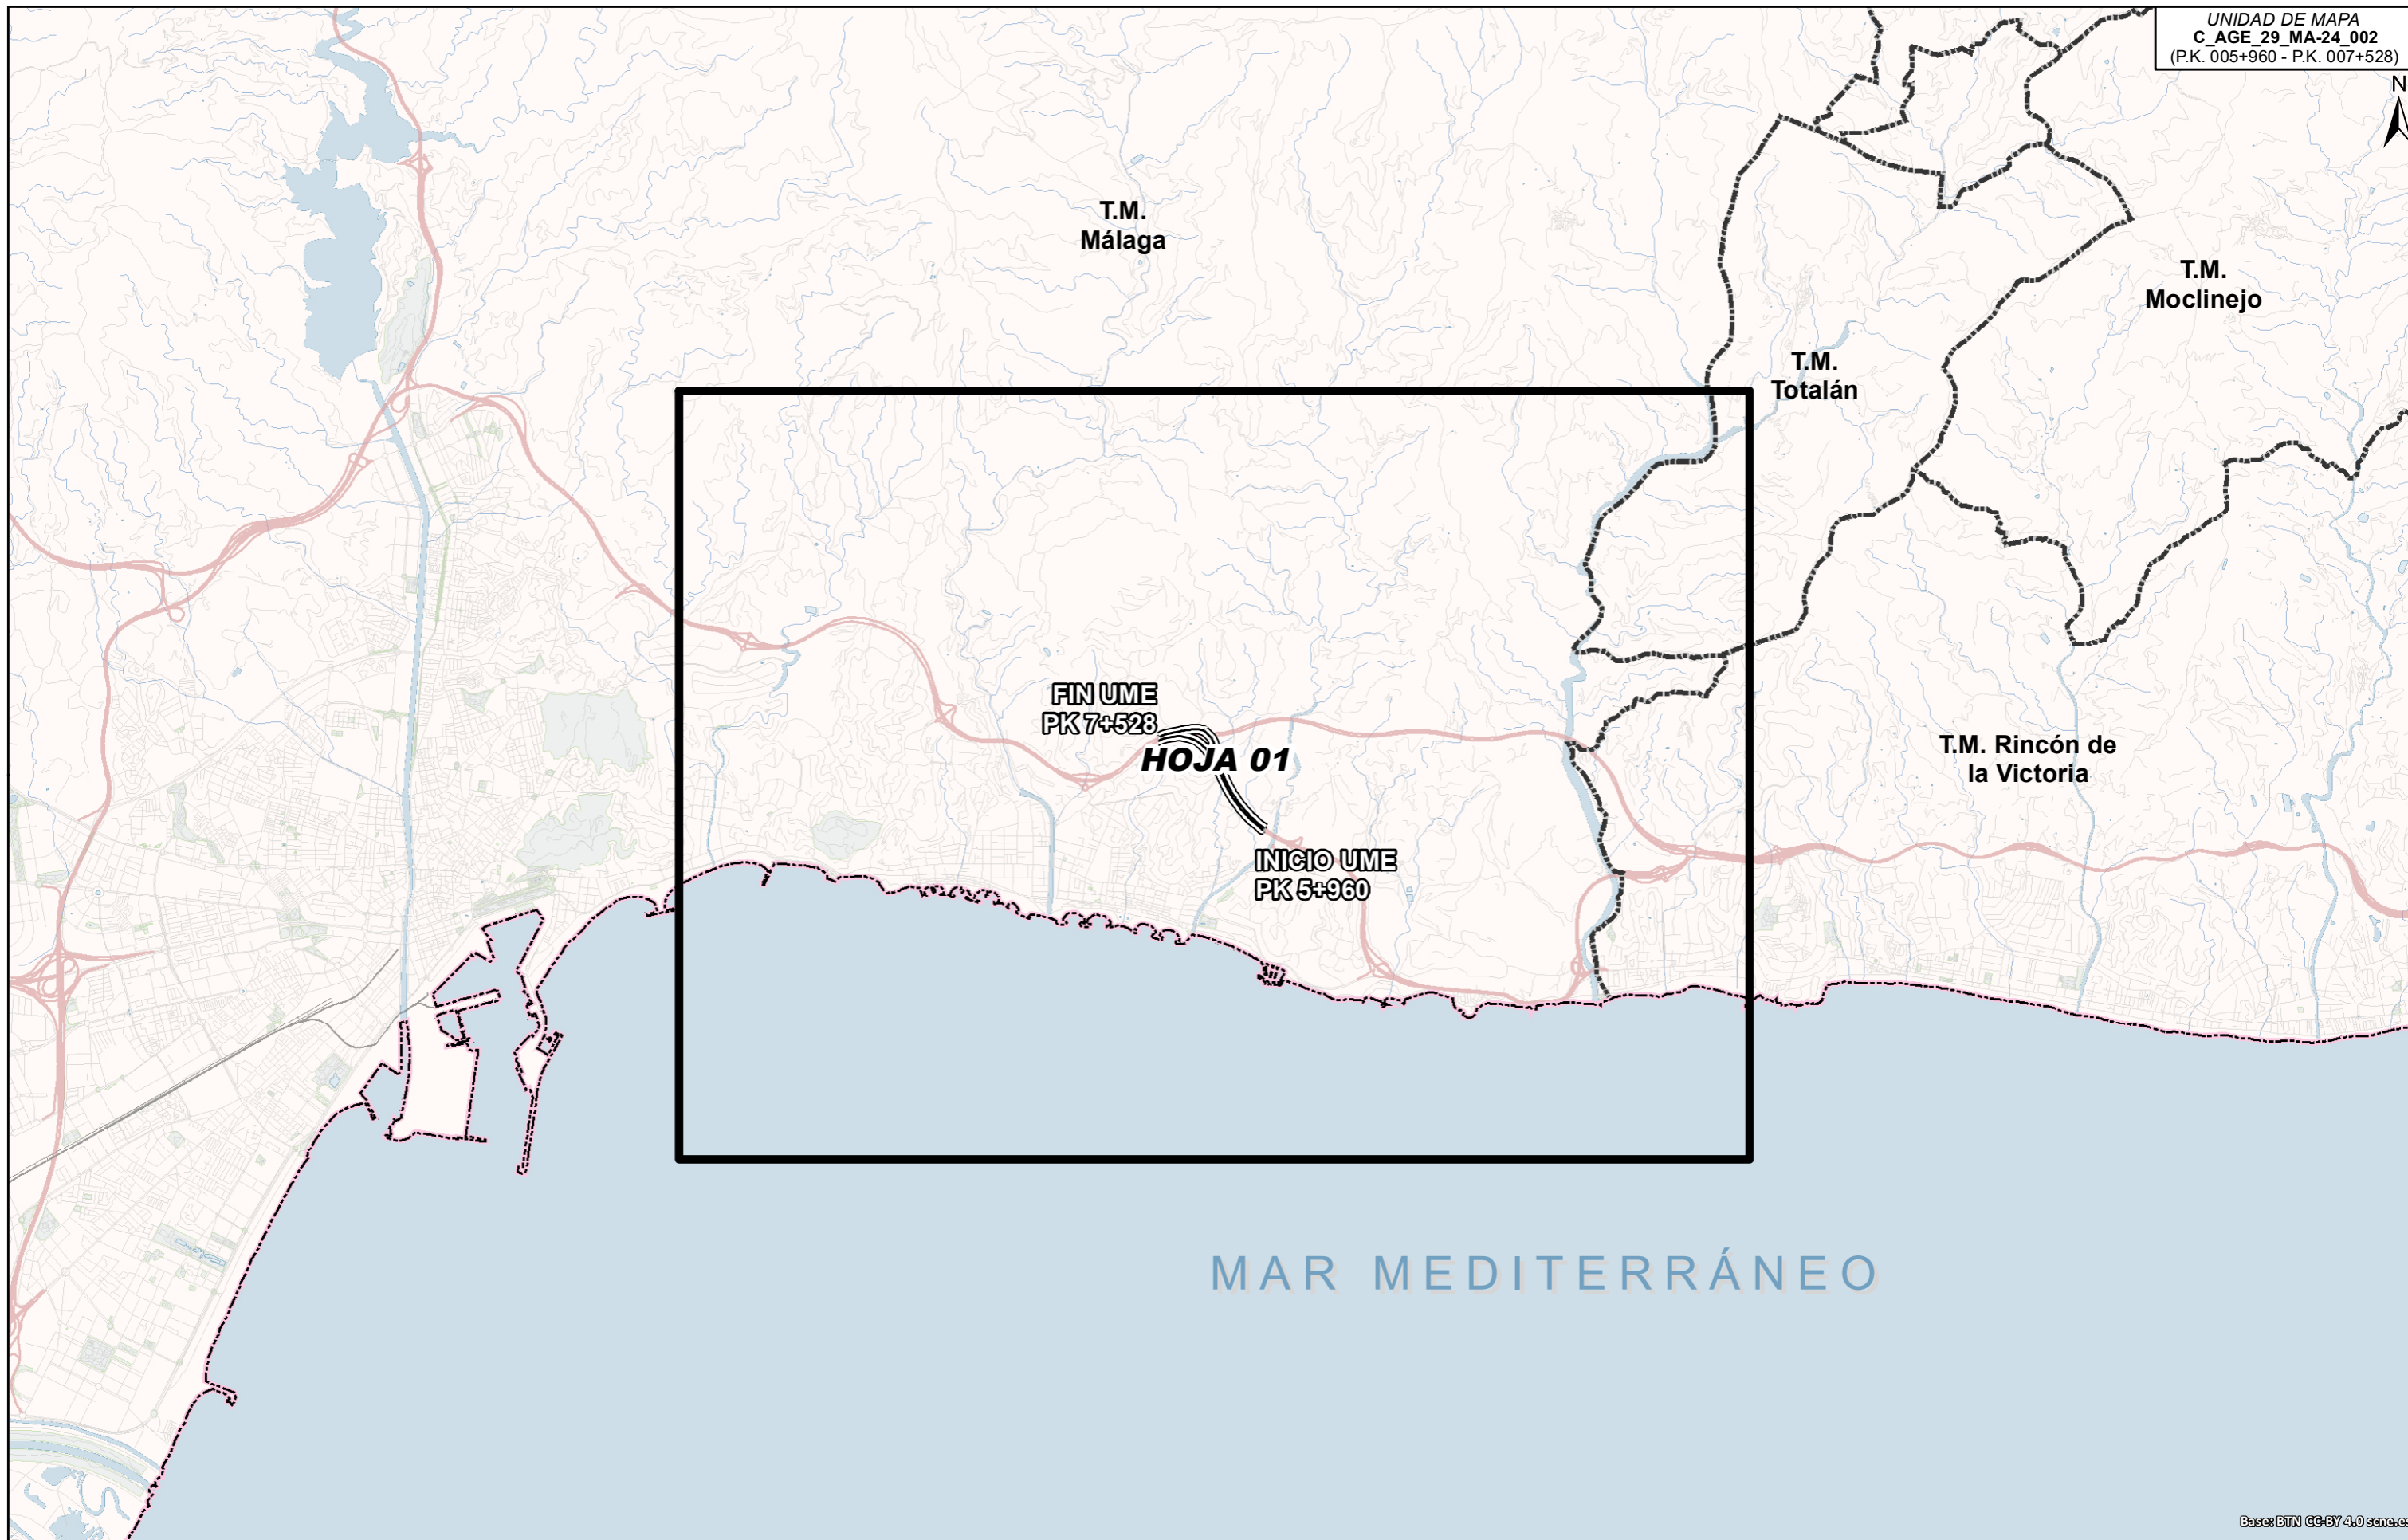 UNIDAD DE MAPA
C_AGE_29_MA-24_002
(P.K. 005+960 - P.K. 007+528)
N
T.M.
Málaga
T.M.
Moclinejo
T.M.
Totalán
FIN UME
PK 7+528
HOJA 01
T.M. Rincón de
la Victoria
INICIO UME
PK 5+960
MAR MEDITERRÁNEO
Base: BTN CC-BY 4.0 scne.es